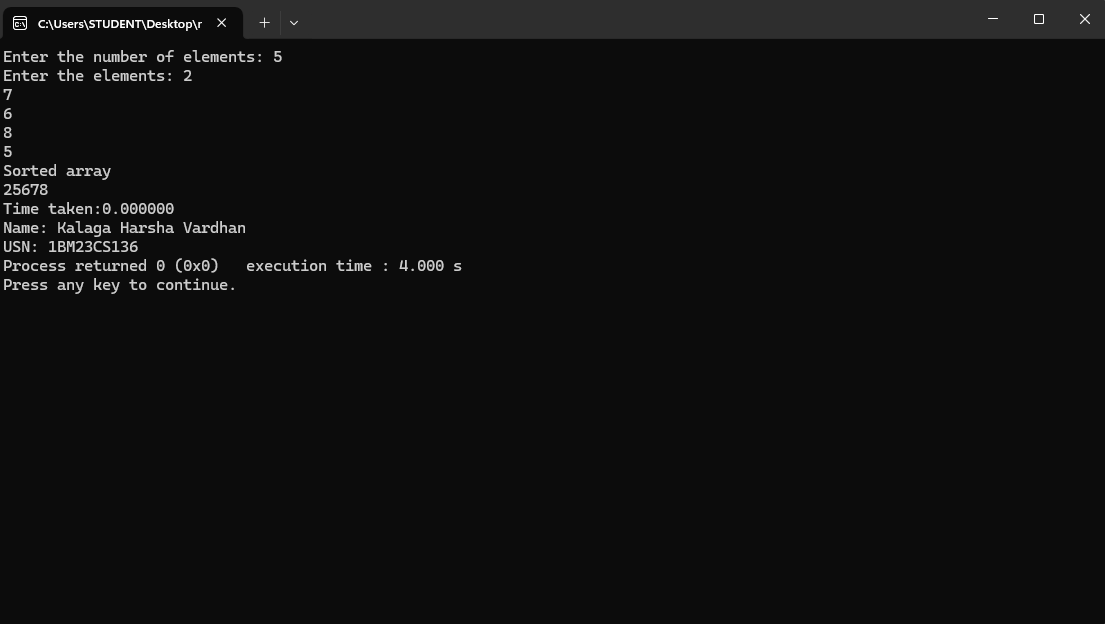 C:\Users\STUDENT\Desktop\r
Enter the number of elements: 5
Enter the elements: 2
7
6
8
5
Sorted array
25678
Time taken:0.000000
Name: Kalaga Harsha Vardhan
USN: 1BM23CS136
Process returned 0 (0x0)   execution time : 4.000 s
Press any key to continue.